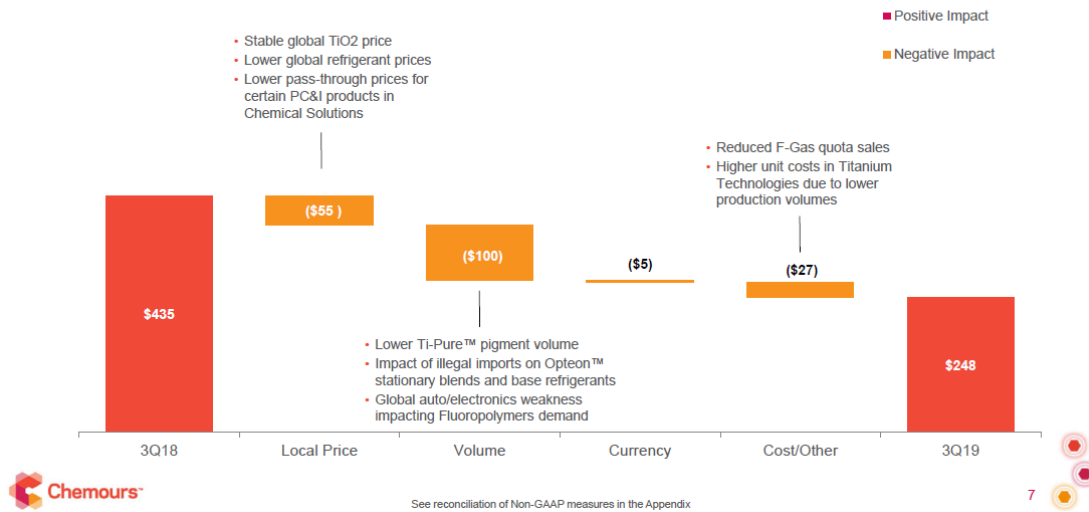 Positive Impact
Negative Impact
• Stable global TiO2 price
• Lower global refrigerant prices
• Lower pass-through prices for
certain PC&I products in
Chemical Solutions
• Reduced F-Gas quota sales
• Higher unit costs in Titanium
Technologies due to lower
production volumes
$435
($55 )
($100)
($5)
($27)
$248
• Lower Ti-Pure™ pigment volume
• Impact of illegal imports on Opteon™
stationary blends and base refrigerants
• Global auto/electronics weakness
impacting Fluoropolymers demand
3Q18
Local Price
Volume
Currency
Cost/Other
3Q19
Chemours™
See reconciliation of Non-GAAP measures in the Appendix
7